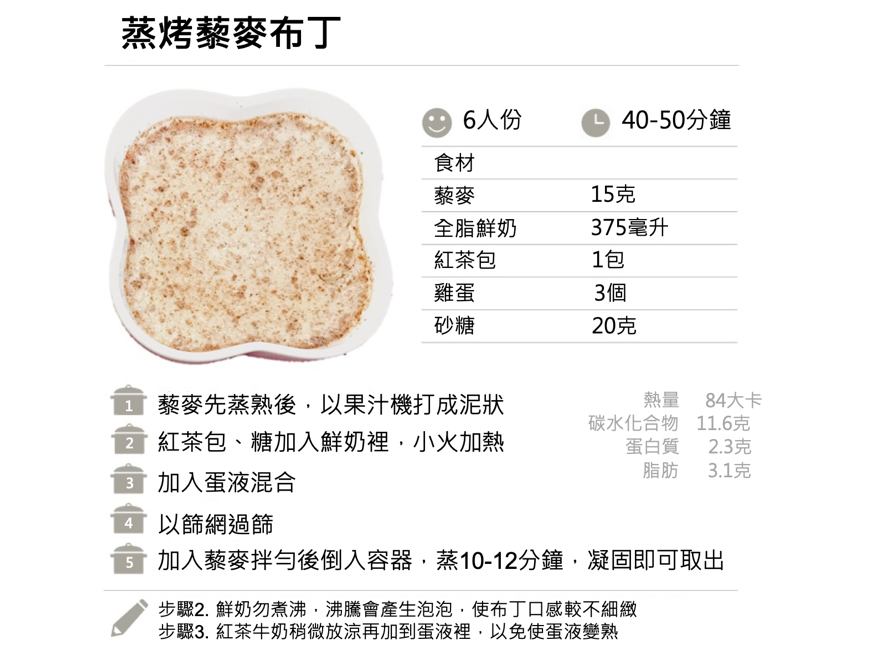 蒸烤藜麥布丁
6人份 40-50分鐘
食材
藜麥 15克
全脂鮮奶 375毫升
紅茶包 1包
雞蛋 3個
砂糖 20克
1 藜麥先蒸熟後，以果汁機打成泥狀
2 紅茶包、糖加入鮮奶裡，小火加熱
3 加入蛋液混合
4 以篩網過篩
5 加入藜麥拌勻後倒入容器，蒸10-12分鐘，凝固即可取出
熱量 84大卡
碳水化合物 11.6克
蛋白質 2.3克
脂肪 3.1克
步驟2. 鮮奶勿煮沸，沸騰會產生泡泡，使布丁口感較不細緻
步驟3. 紅茶牛奶稍微放涼再加到蛋液裡，以免使蛋液變熟